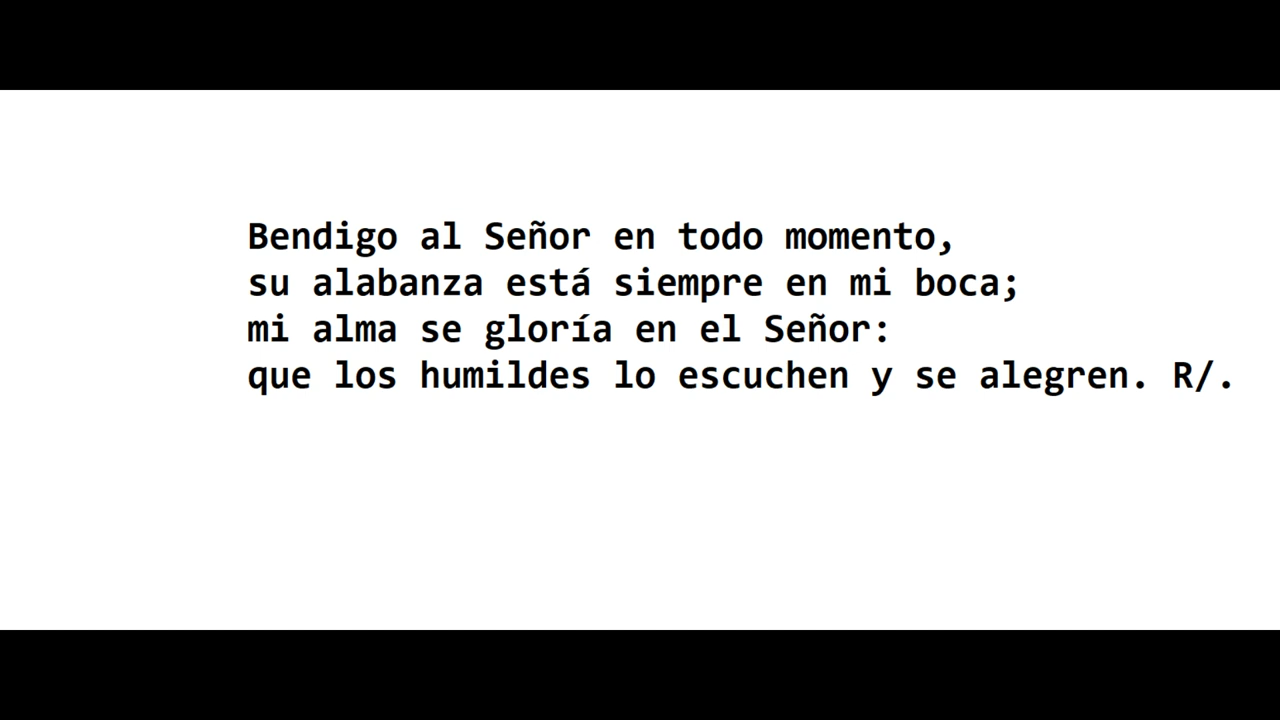 Bendigo al Señor en todo momento,
su alabanza está siempre en mi boca;
mi alma se gloría en el Señor:
que los humildes lo escuchen y se alegren. R/.